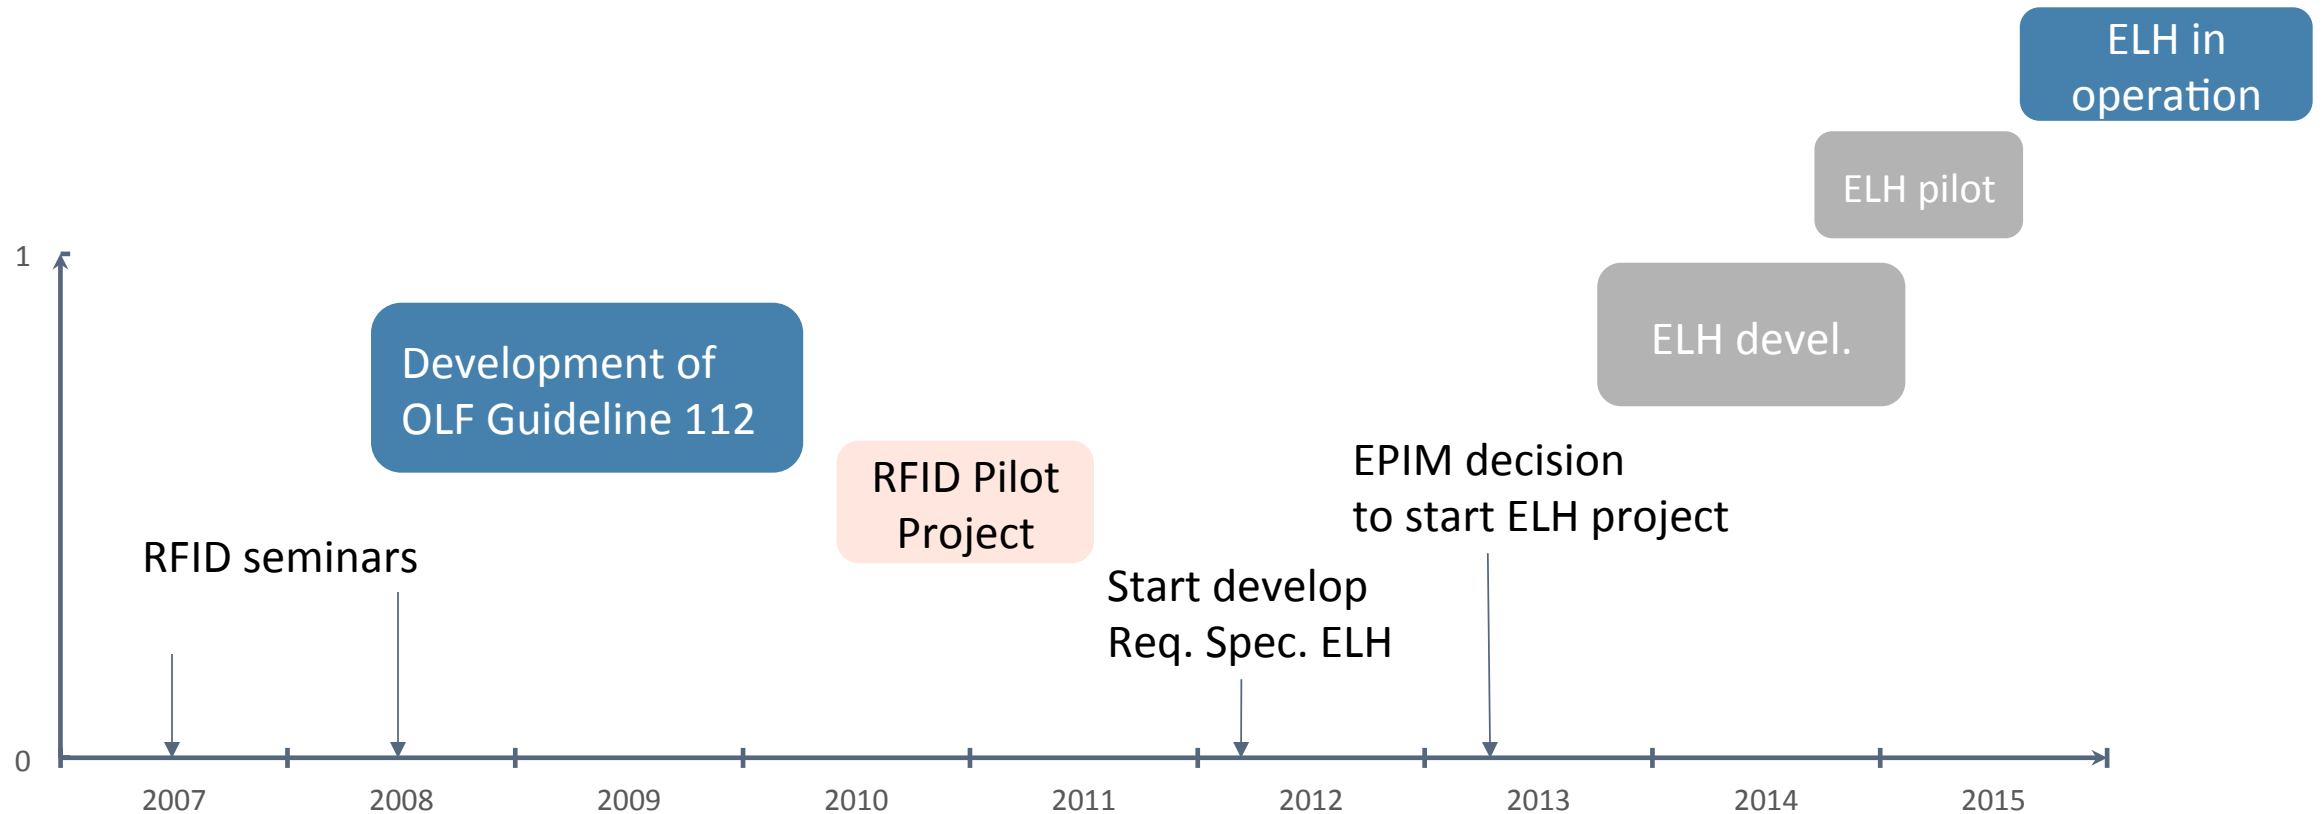 ELH in
operation
ELH pilot
1
Development of
OLF Guideline 112
ELH devel.
RFID Pilot
Project
EPIM decision
to start ELH project
RFID seminars
Start develop
Req. Spec. ELH
0
2007
2008
2009
2010
2011
2012
2013
2014
2015